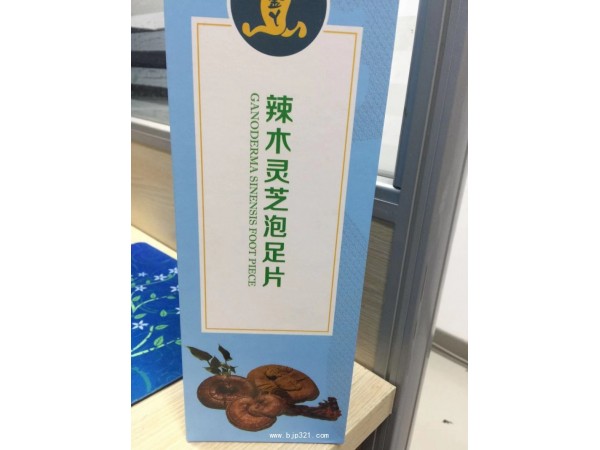 辣木灵芝泡足片
GANODERMA SINENSIS FOOT PIECE
www.bjp321.com